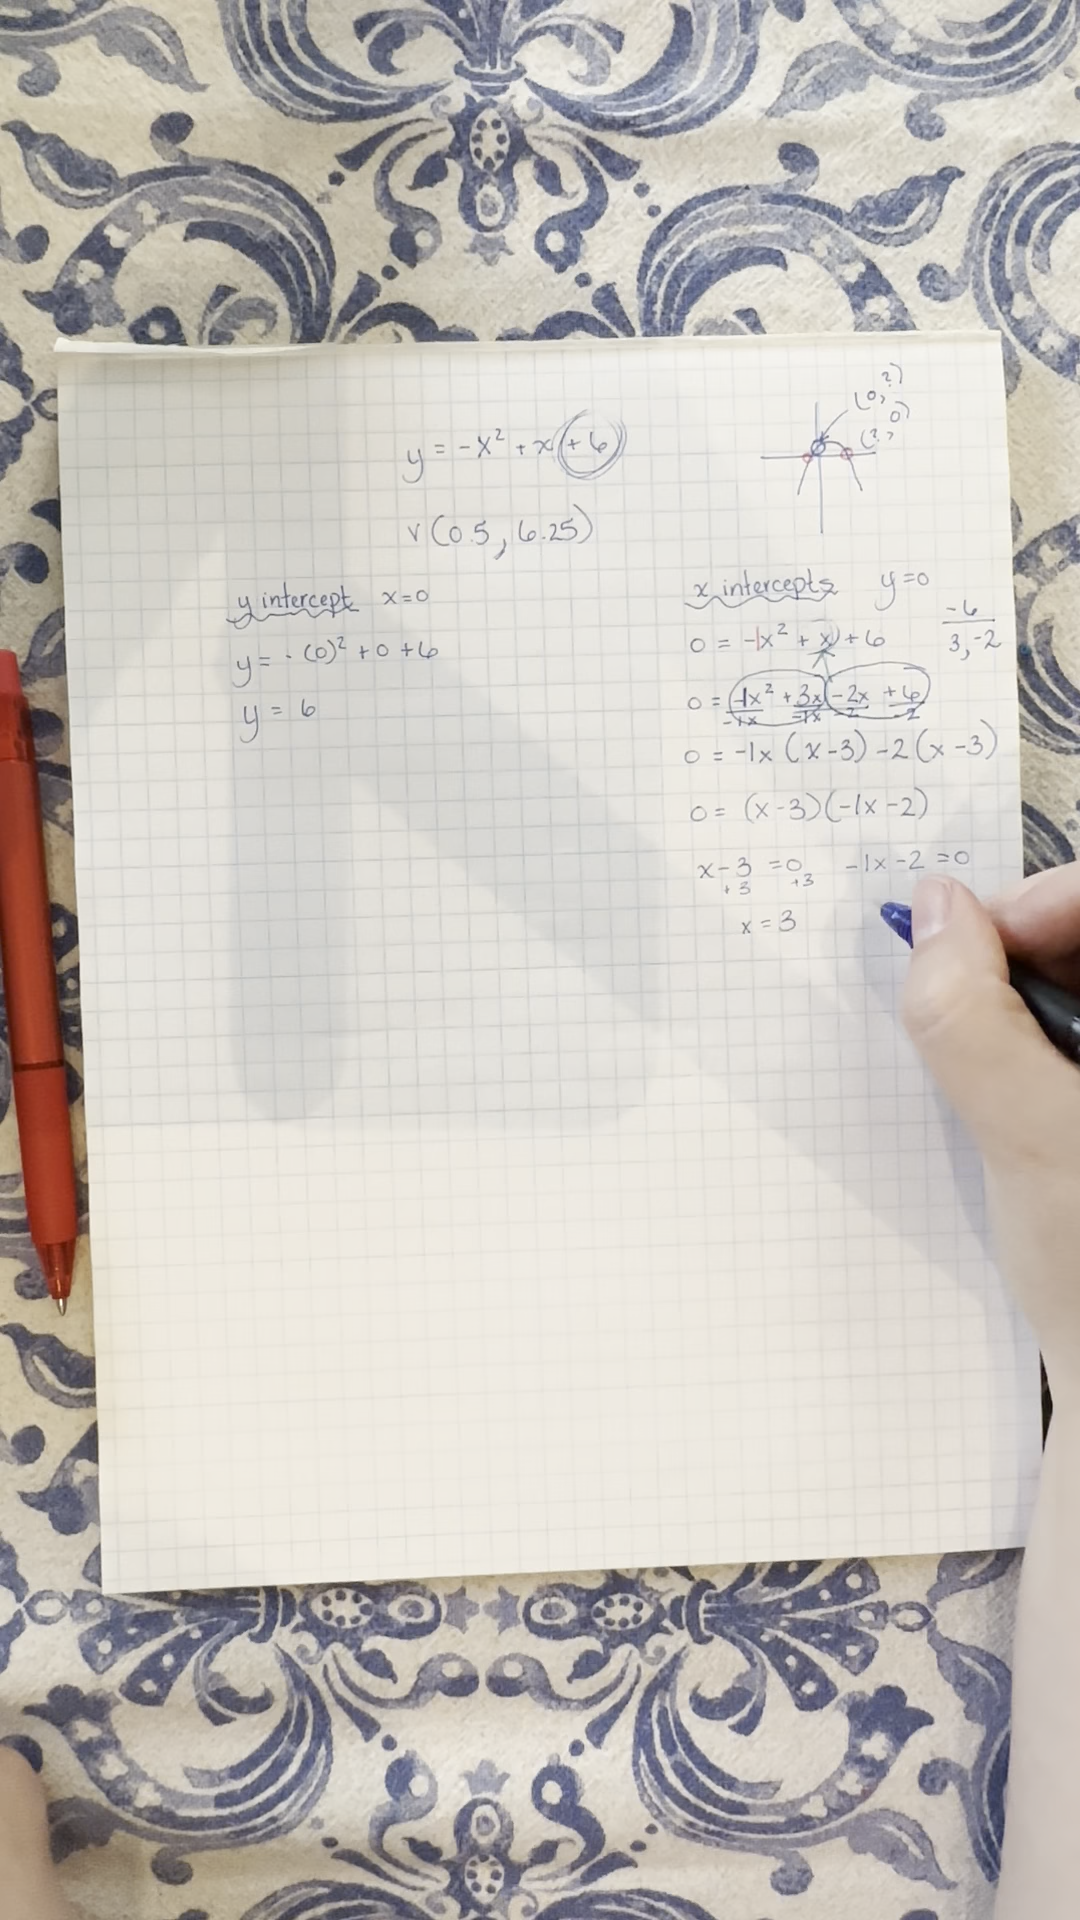 y = -x² + x + 6
(0, ?)
(?, 0)
v (0.5, 6.25)
y intercept x=0
y = -(0)² + 0 + 6
y = 6
x intercepts y=0
-6
3, -2
0 = -1x² + x + 6
0 = -1x² + 3x - 2x + 6
-1x -1x -2 -2
0 = -1x (x-3) -2 (x-3)
0 = (x-3)(-1x-2)
x-3 =0 -1x-2 =0
+3 +3
x = 3